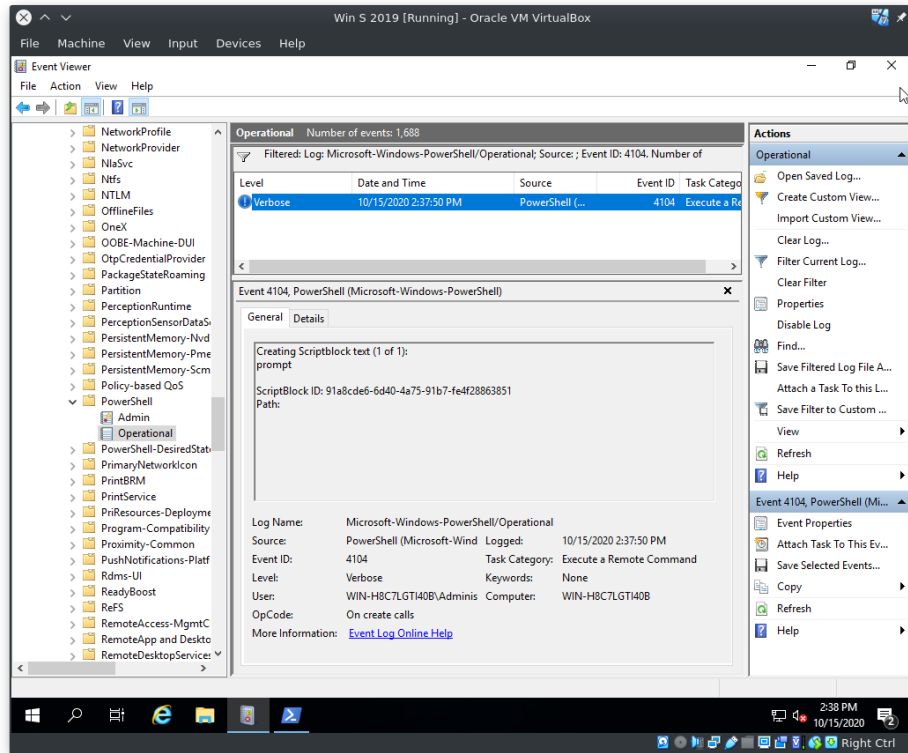 Win S 2019 [Running] - Oracle VM VirtualBox
File Machine View Input Devices Help
Event Viewer
File Action View Help
NetworkProfile
NetworkProvider
NlaSvc
Ntfs
NTLM
OfflineFiles
OneX
OOBE-Machine-DUI
OtpCredentialProvider
PackageStateRoaming
Partition
PerceptionRuntime
PerceptionSensorDataS
PersistentMemory-Nvd
PersistentMemory-Pme
PersistentMemory-Scm
Policy-based QoS
PowerShell
Admin
Operational
PowerShell-DesiredStat
PrimaryNetworkIcon
PrintBRM
PrintService
PriResources-Deployme
Program-Compatibility
Proximity-Common
PushNotifications-Platf
Rdms-UI
ReadyBoost
ReFS
RemoteAccess-MgmtC
RemoteApp and Deskto
RemoteDesktopServices
Operational Number of events: 1,688
Filtered: Log: Microsoft-Windows-PowerShell/Operational; Source: ; Event ID: 4104. Number of
Level Date and Time Source Event ID Task Catego
Verbose 10/15/2020 2:37:50 PM PowerShell (... 4104 Execute a Re
Event 4104, PowerShell (Microsoft-Windows-PowerShell)
General Details
Creating Scriptblock text (1 of 1):
prompt
ScriptBlock ID: 91a8cde6-6d40-4a75-91b7-fe4f28863851
Path:
Log Name: Microsoft-Windows-PowerShell/Operational
Source: PowerShell (Microsoft-Wind Logged: 10/15/2020 2:37:50 PM
Event ID: 4104 Task Category: Execute a Remote Command
Level: Verbose Keywords: None
User: WIN-H8C7LGTI40B\Adminis Computer: WIN-H8C7LGTI40B
OpCode: On create calls
More Information: Event Log Online Help
Actions
Operational
Open Saved Log...
Create Custom View...
Import Custom View...
Clear Log...
Filter Current Log...
Clear Filter
Properties
Disable Log
Find...
Save Filtered Log File A...
Attach a Task To this L...
Save Filter to Custom ...
View
Refresh
Help
Event 4104, PowerShell (Mi...
Event Properties
Attach Task To This Ev...
Save Selected Events...
Copy
Refresh
Help
2:38 PM
10/15/2020
2
Right Ctrl